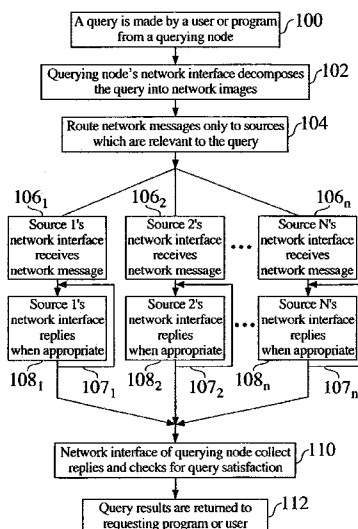 A query is made by a user or program
from a querying node
100
Querying node's network interface decomposes
the query into network images
102
Route network messages only to sources
which are relevant to the query
104
106₁
106₂
106ₙ
Source 1's
network interface
receives
network message
Source 2's
network interface
receives
network message
Source N's
network interface
receives
network message
Source 1's
network interface
replies
when appropriate
Source 2's
network interface
replies
when appropriate
Source N's
network interface
replies
when appropriate
108₁
107₁
108₂
107₂
108ₙ
107ₙ
Network interface of querying node collect
replies and checks for query satisfaction
110
Query results are returned to
requesting program or user
112